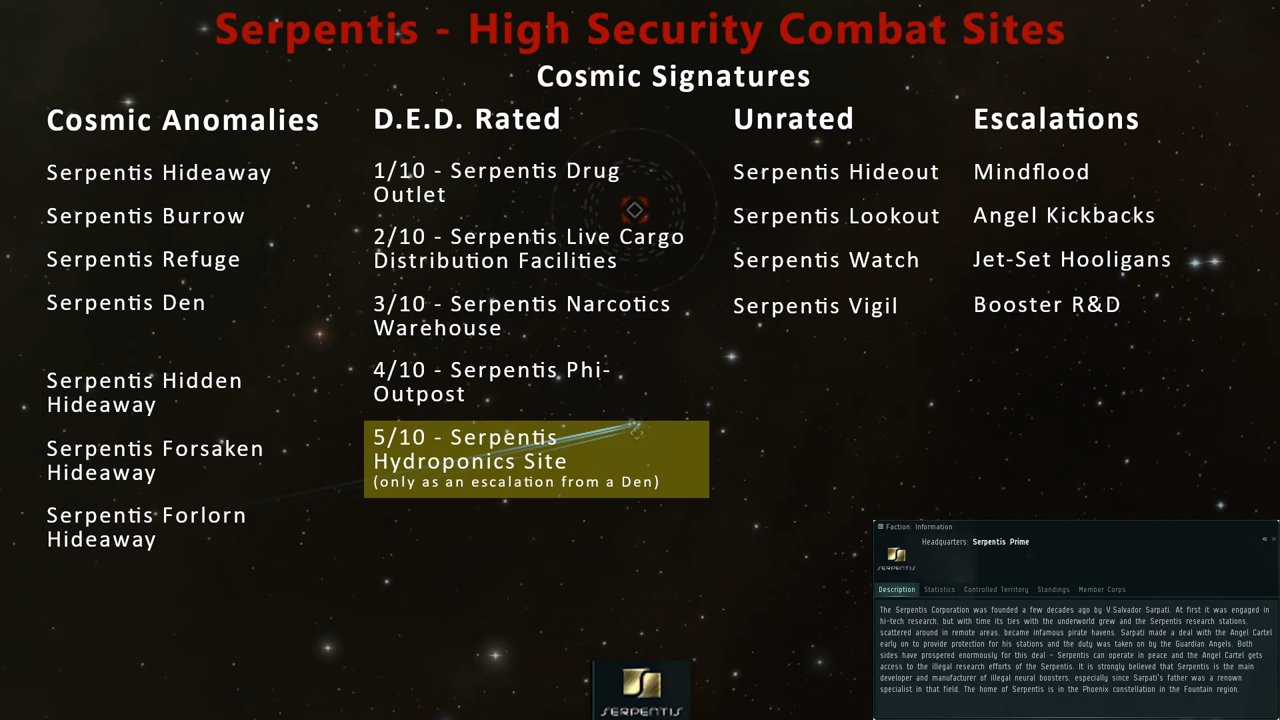 Serpentis - High Security Combat Sites
Cosmic Signatures
Cosmic Anomalies
Serpentis Hideaway
Serpentis Burrow
Serpentis Refuge
Serpentis Den
Serpentis Hidden
Hideaway
Serpentis Forsaken
Hideaway
Serpentis Forlorn
Hideaway
D.E.D. Rated
1/10 - Serpentis Drug
Outlet
2/10 - Serpentis Live Cargo
Distribution Facilities
3/10 - Serpentis Narcotics
Warehouse
4/10 - Serpentis Phi-
Outpost
5/10 - Serpentis
Hydroponics Site
(only as an escalation from a Den)
Unrated
Serpentis Hideout
Serpentis Lookout
Serpentis Watch
Serpentis Vigil
Escalations
Mindflood
Angel Kickbacks
Jet-Set Hooligans
Booster R&D
Faction: Information
Headquarters: Serpentis Prime
SERPENTIS
Description Statistics Controlled Territory Standings Member Corps
The Serpentis Corporation was founded a few decades ago by V.Salvador Sarpati. At first it was engaged in
hi-tech research, but with time its ties with the underworld grew and the Serpentis research stations,
scattered around in remote areas, became infamous pirate havens. Sarpati made a deal with the Angel Cartel
early on to provide protection for his stations and the duty was taken on by the Guardian Angels. Both
sides have prospered enormously for this deal - Serpentis can operate in peace and the Angel Cartel gets
access to the illegal research efforts of the Serpentis. It is strongly believed that Serpentis is the main
developer and manufacturer of illegal neural boosters, especially since Sarpati's father was a renown
specialist in that field. The home of Serpentis is in the Phoenix constellation in the Fountain region.
SERPENTIS